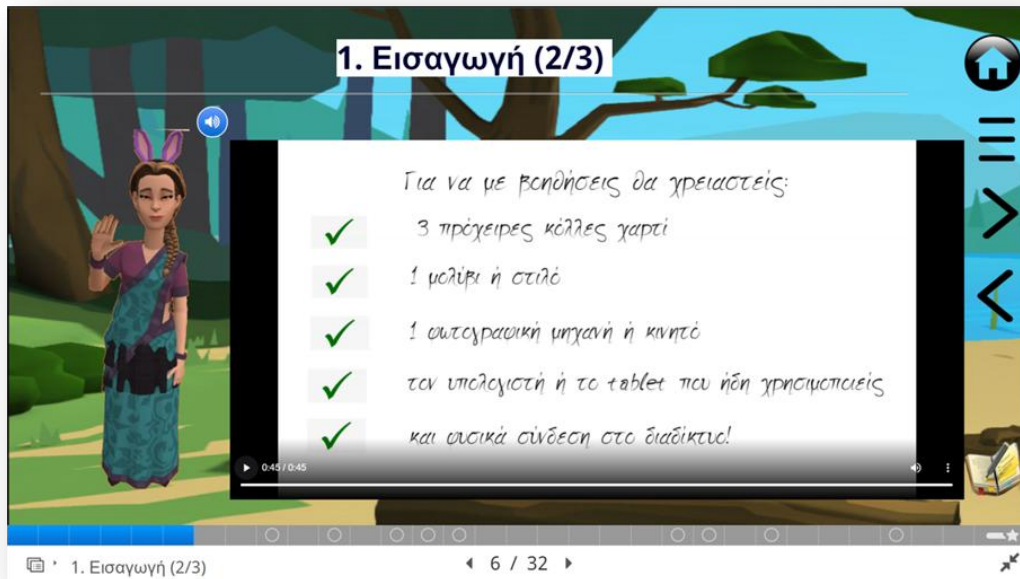 1. Εισαγωγή (2/3)
Για να με βοηθήσεις θα χρειαστείς:
3 πρόχειρες κόλλες χαρτί
1 μολύβι ή στιλό
1 φωτογραφική μηχανή ή κινητό
τον υπολογιστή ή το tablet που ήδη χρησιμοποιείς
και φυσικά σύνδεση στο διαδίκτυο!
0:45 / 0:45
1. Εισαγωγή (2/3)
6 / 32